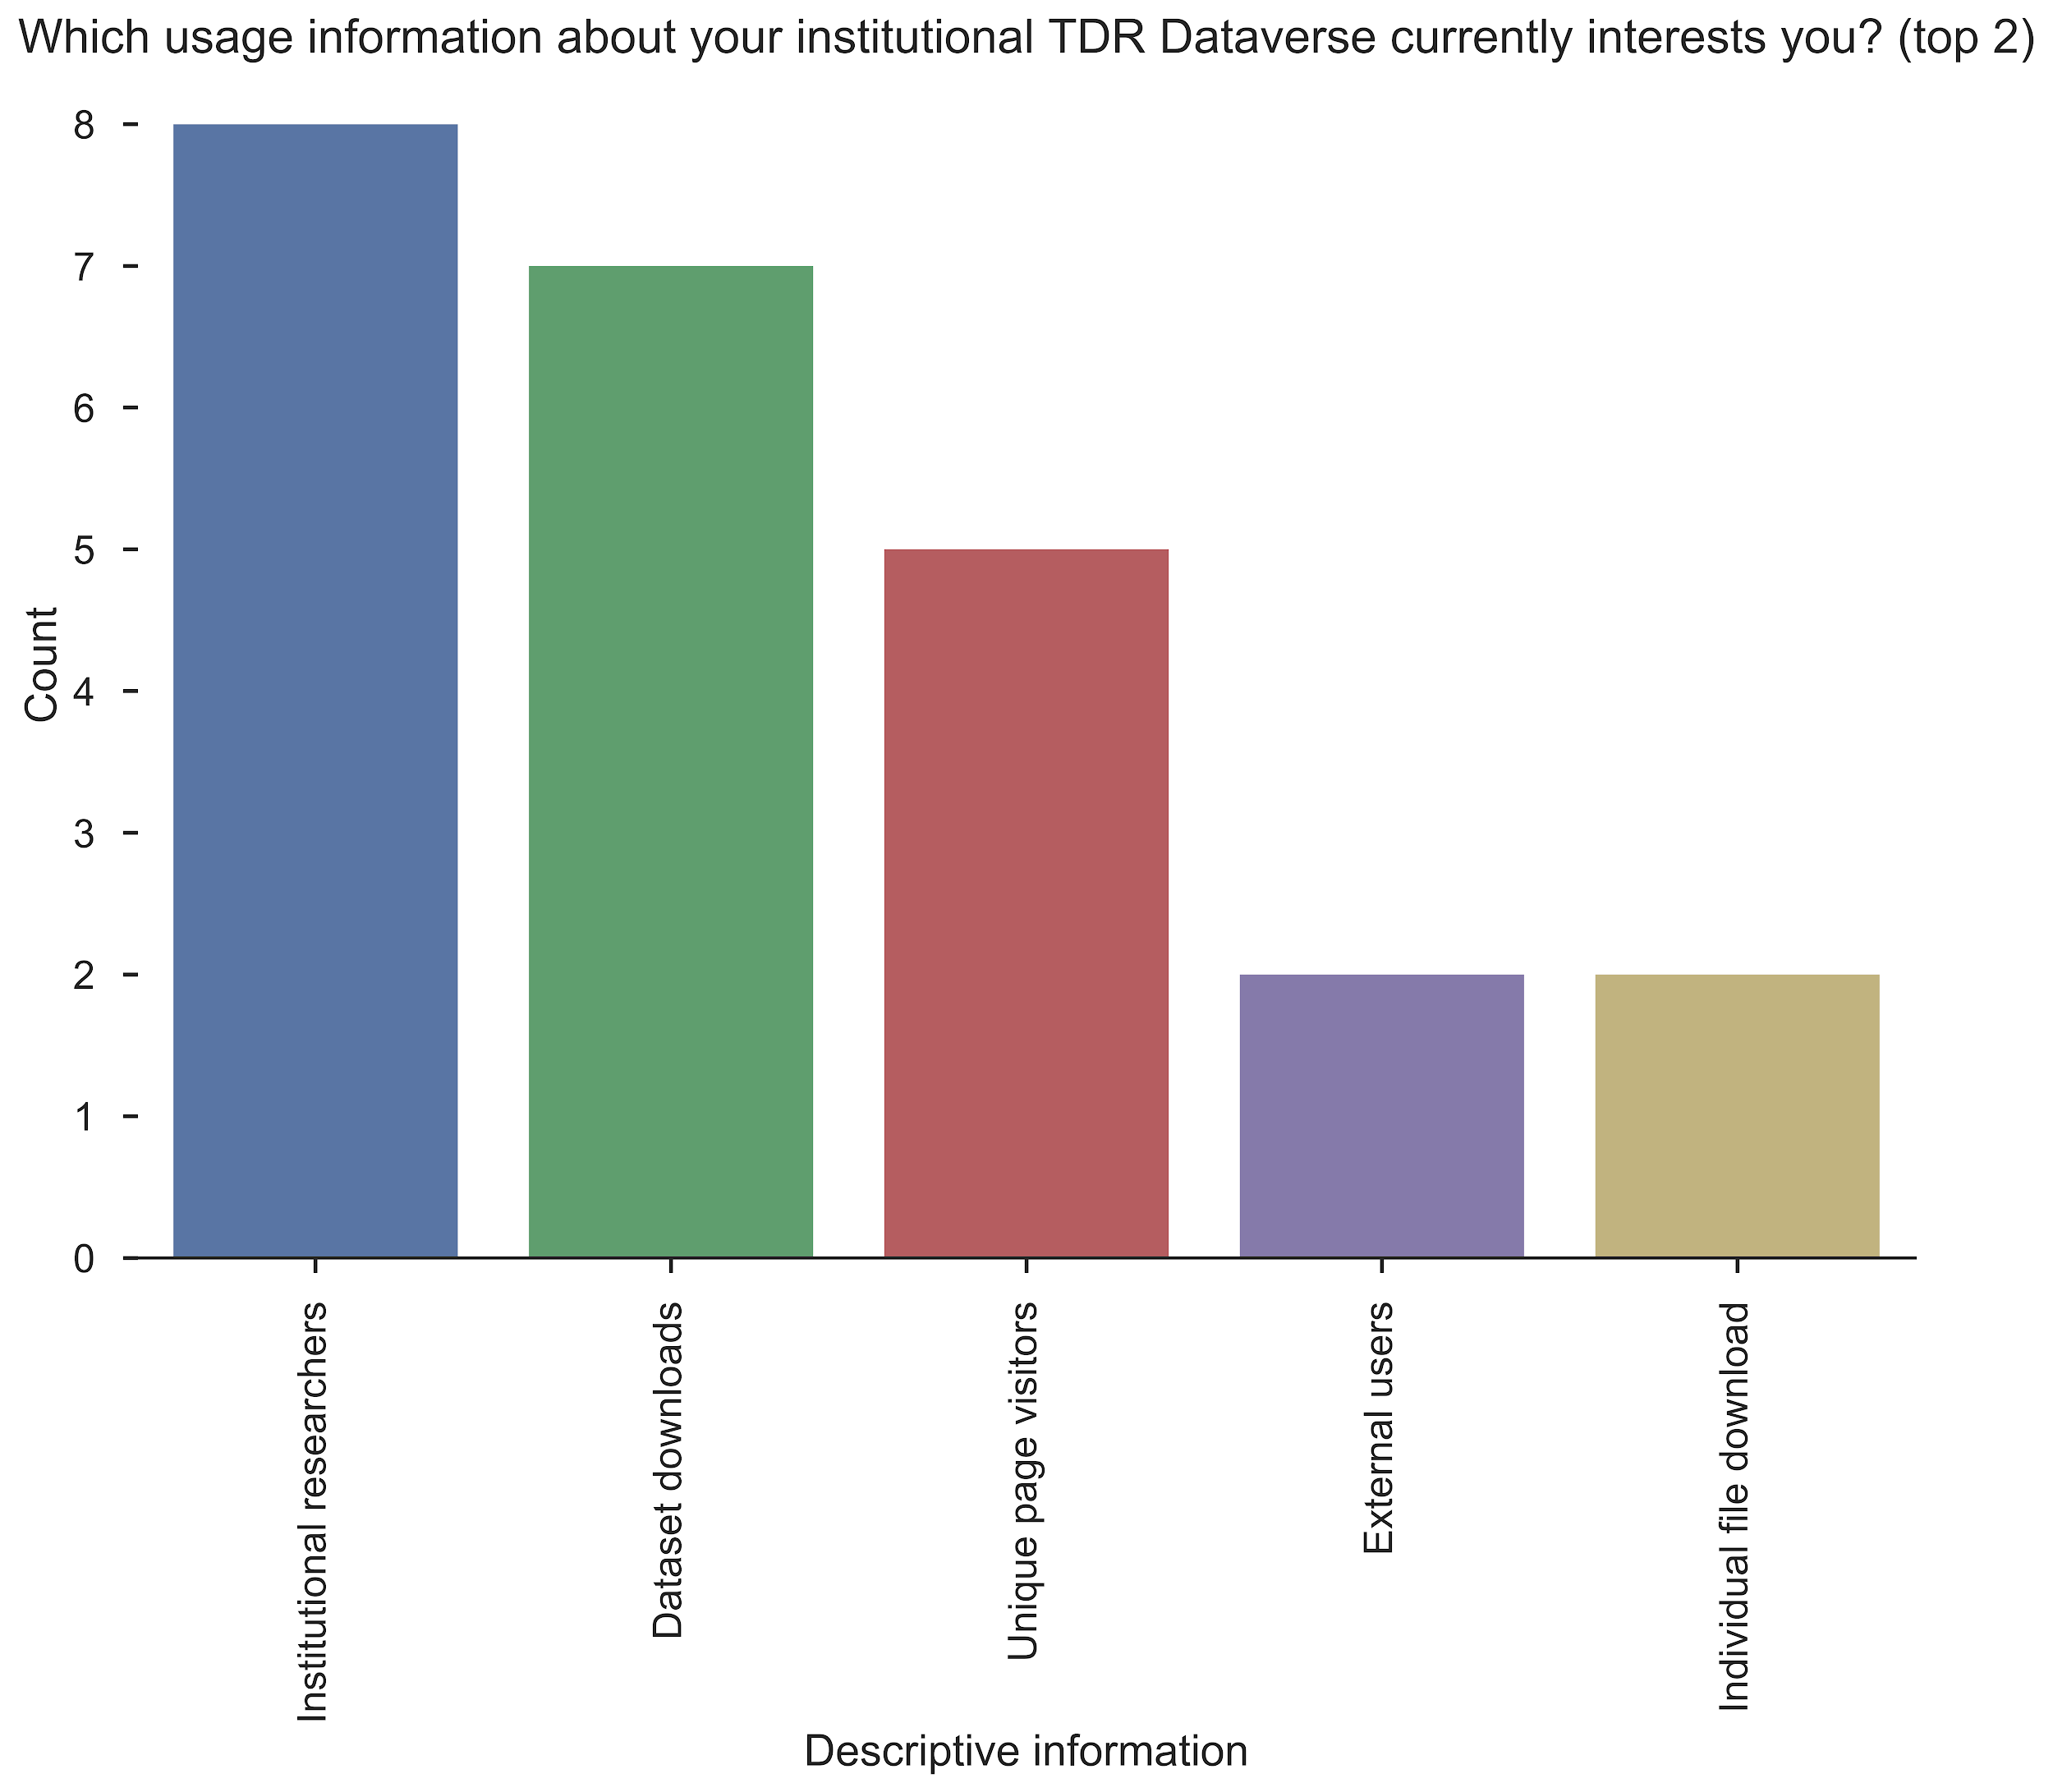 Which usage information about your institutional TDR Dataverse currently interests you? (top 2)
8
7
6
5
4
3
2
1
0
Count
Institutional researchers
Dataset downloads
Unique page visitors
External users
Individual file download
Descriptive information